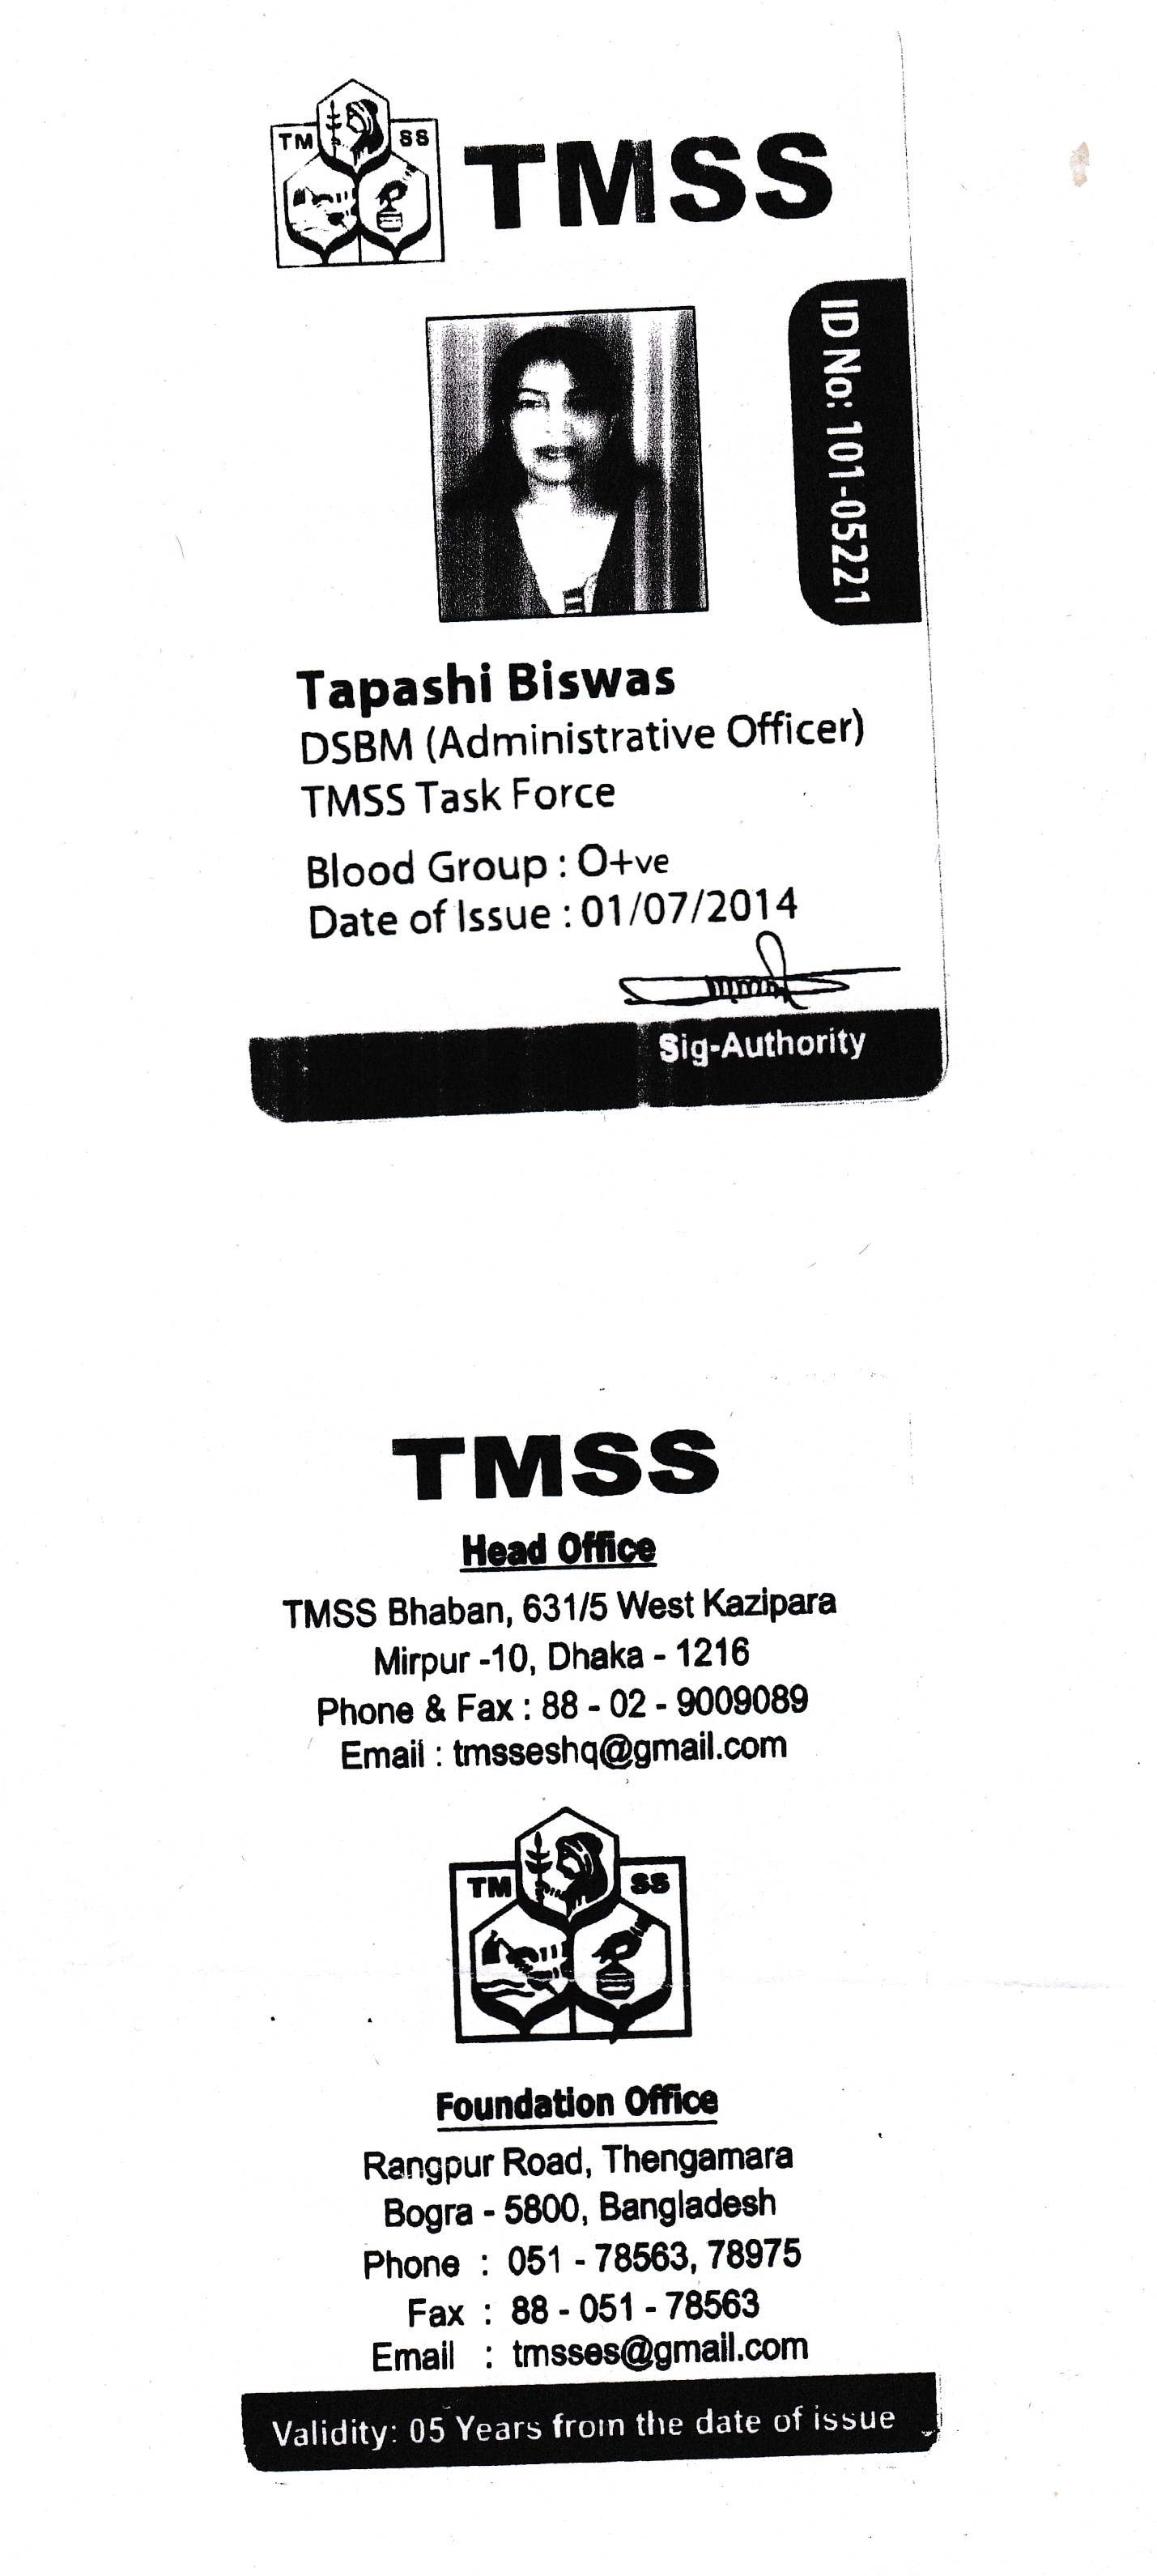 TM SS
TMSS
ID No: 101-05221
Tapashi Biswas
DSBM (Administrative Officer)
TMSS Task Force
Blood Group : O+ve
Date of Issue : 01/07/2014
Sig-Authority
TMSS
Head Office
TMSS Bhaban, 631/5 West Kazipara
Mirpur -10, Dhaka - 1216
Phone & Fax : 88 - 02 - 9009089
Email : tmsseshq@gmail.com
TM SS
Foundation Office
Rangpur Road, Thengamara
Bogra - 5800, Bangladesh
Phone : 051 - 78563, 78975
Fax : 88 - 051 - 78563
Email : tmsses@gmail.com
Validity: 05 Years from the date of issue